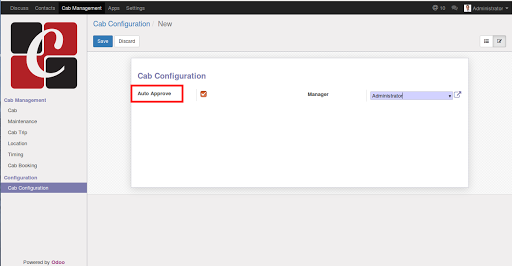 Discuss Contacts Cab Management Apps Settings 10 Administrator
Cab Configuration / New
Save Discard
C
Cab Management
Cab
Maintenance
Cab Trip
Location
Timing
Cab Booking
Configuration
Cab Configuration
Cab Configuration
Auto Approve
Manager Administrator
Powered by Odoo